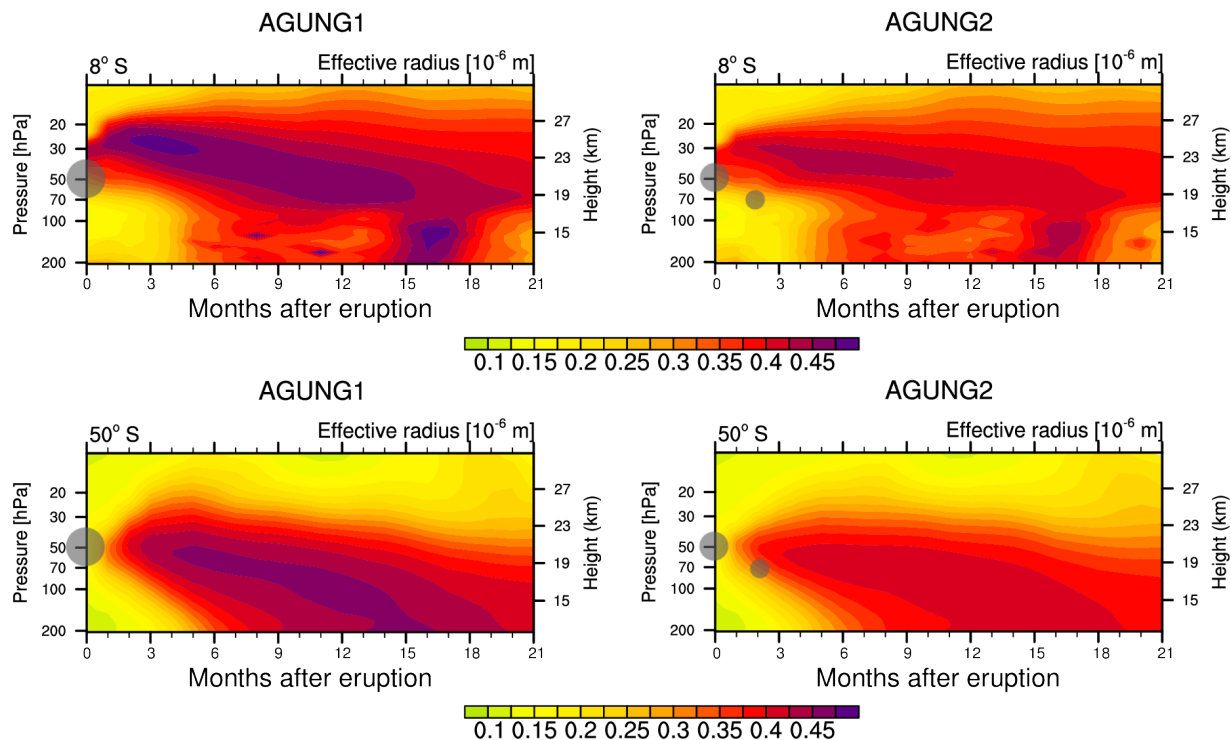 AGUNG1 AGUNG2
8° S Effective radius [10⁻⁶ m] 8° S Effective radius [10⁻⁶ m]
Pressure [hPa] Height (km) Pressure [hPa] Height (km)
20 27 20 27
30 23 30 23
50 50
70 19 70 19
100 15 100 15
200 200
0 3 6 9 12 15 18 21 0 3 6 9 12 15 18 21
Months after eruption Months after eruption
0.1 0.15 0.2 0.25 0.3 0.35 0.4 0.45
AGUNG1 AGUNG2
50° S Effective radius [10⁻⁶ m] 50° S Effective radius [10⁻⁶ m]
Pressure [hPa] Height (km) Pressure [hPa] Height (km)
20 27 20 27
30 23 30 23
50 19 50 19
70 70
100 15 100 15
200 200
0 3 6 9 12 15 18 21 0 3 6 9 12 15 18 21
Months after eruption Months after eruption
0.1 0.15 0.2 0.25 0.3 0.35 0.4 0.45